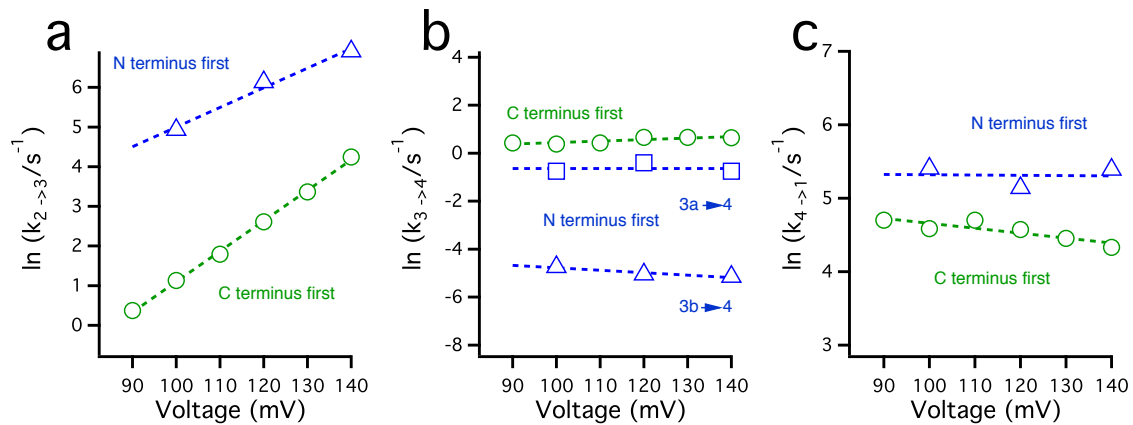 a
ln (k2 ->3/s-1)
N terminus first
C terminus first
6
5
4
3
2
1
0
90 100 110 120 130 140
Voltage (mV)
b
ln (k3 ->4/s-1)
4
2
0
-2
-4
-6
-8
C terminus first
3a 4
N terminus first
3b 4
90 100 110 120 130 140
Voltage (mV)
c
ln (k4 ->1/s-1)
7
6
5
4
3
N terminus first
C terminus first
90 100 110 120 130 140
Voltage (mV)